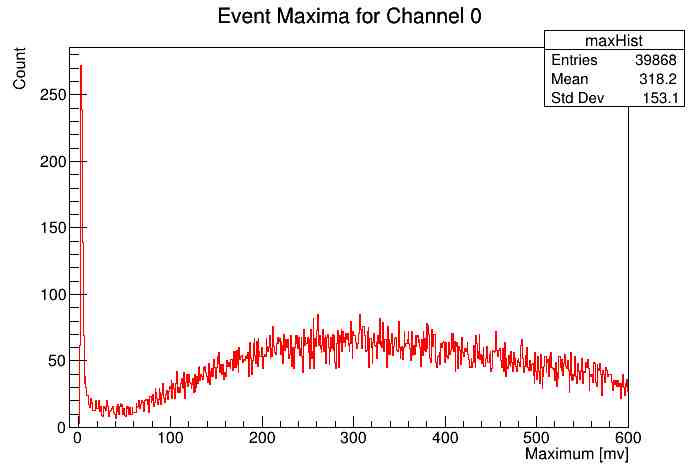 Event Maxima for Channel 0
maxHist
Entries 39868
Mean 318.2
Std Dev 153.1
Count
250
200
150
100
50
0
0 100 200 300 400 500 600
Maximum [mv]